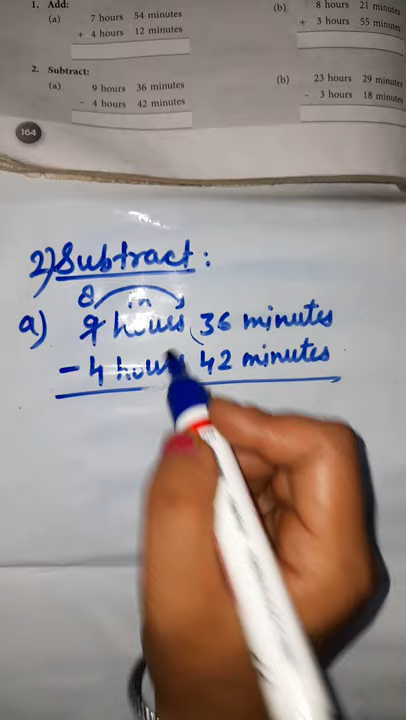 1. Add:
(a) 7 hours 54 minutes
+ 4 hours 12 minutes
(b) 8 hours 21 minutes
+ 3 hours 55 minutes
2. Subtract:
(a) 9 hours 36 minutes
- 4 hours 42 minutes
(b) 23 hours 29 minutes
- 3 hours 18 minutes
164
2) Subtract :
8
a) 9 hours 36 minutes
- 4 hours 42 minutes